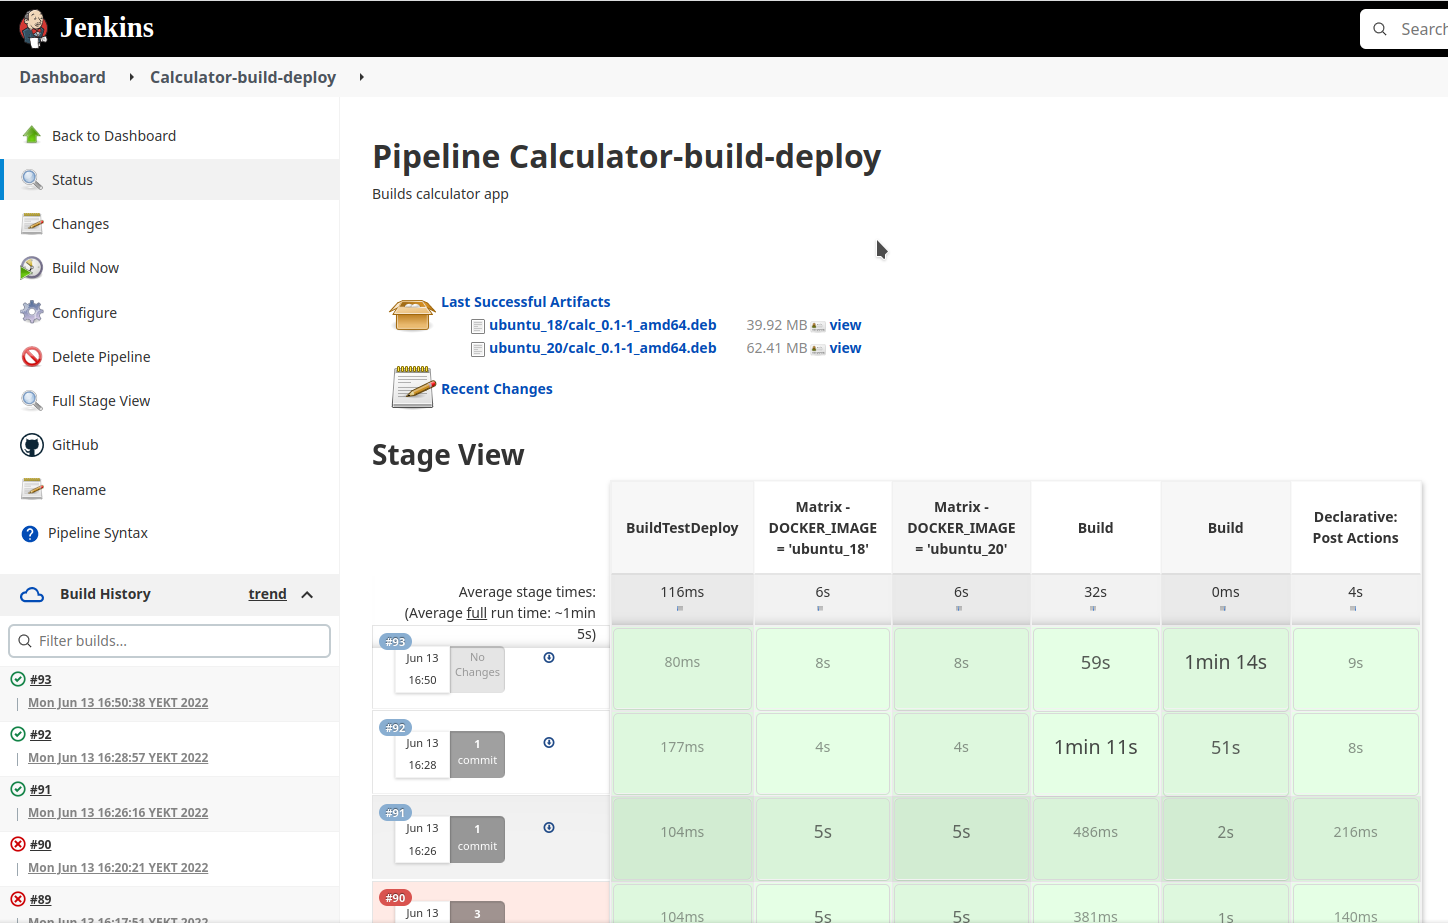 Jenkins
Search
Dashboard
Calculator-build-deploy
Back to Dashboard
Status
Changes
Build Now
Configure
Delete Pipeline
Full Stage View
GitHub
Rename
Pipeline Syntax
Build History
trend
Filter builds...
#93
Mon Jun 13 16:50:38 YEKT 2022
#92
Mon Jun 13 16:28:57 YEKT 2022
#91
Mon Jun 13 16:26:16 YEKT 2022
#90
Mon Jun 13 16:20:21 YEKT 2022
#89
Mon Jun 13 16:17:51 YEKT 2022
Pipeline Calculator-build-deploy
Builds calculator app
Last Successful Artifacts
ubuntu_18/calc_0.1-1_amd64.deb 39.92 MB view
ubuntu_20/calc_0.1-1_amd64.deb 62.41 MB view
Recent Changes
Stage View
BuildTestDeploy
Matrix -
DOCKER_IMAGE
= 'ubuntu_18'
Matrix -
DOCKER_IMAGE
= 'ubuntu_20'
Build
Build
Declarative:
Post Actions
Average stage times:
(Average full run time: ~1min
5s)
116ms 6s 6s 32s 0ms 4s
#93
Jun 13
16:50
No
Changes
80ms 8s 8s 59s 1min 14s 9s
#92
Jun 13
16:28
1
commit
177ms 4s 4s 1min 11s 51s 8s
#91
Jun 13
16:26
1
commit
104ms 5s 5s 486ms 2s 216ms
#90
Jun 13
3
104ms 5s 5s 381ms 1s 140ms